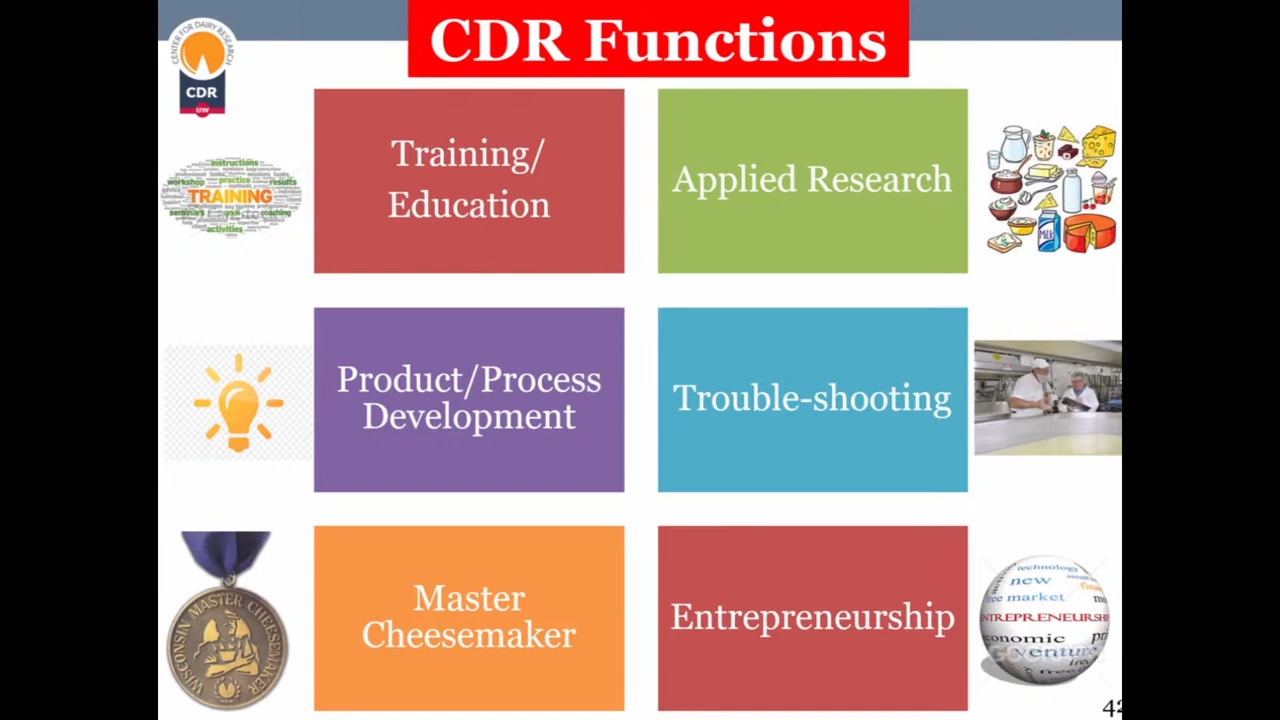 CDR Functions
CENTER FOR DAIRY RESEARCH
CDR
UW
Training/
Education
Applied Research
instructions
workshop practice results
TRAINING
seminars coaching
activities
MILK
Product/Process
Development
Trouble-shooting
WISCONSIN MASTER CHEESEMAKER
Master
Cheesemaker
Entrepreneurship
technology
new
market
ENTREPRENEURSHIP
economic
venture
42